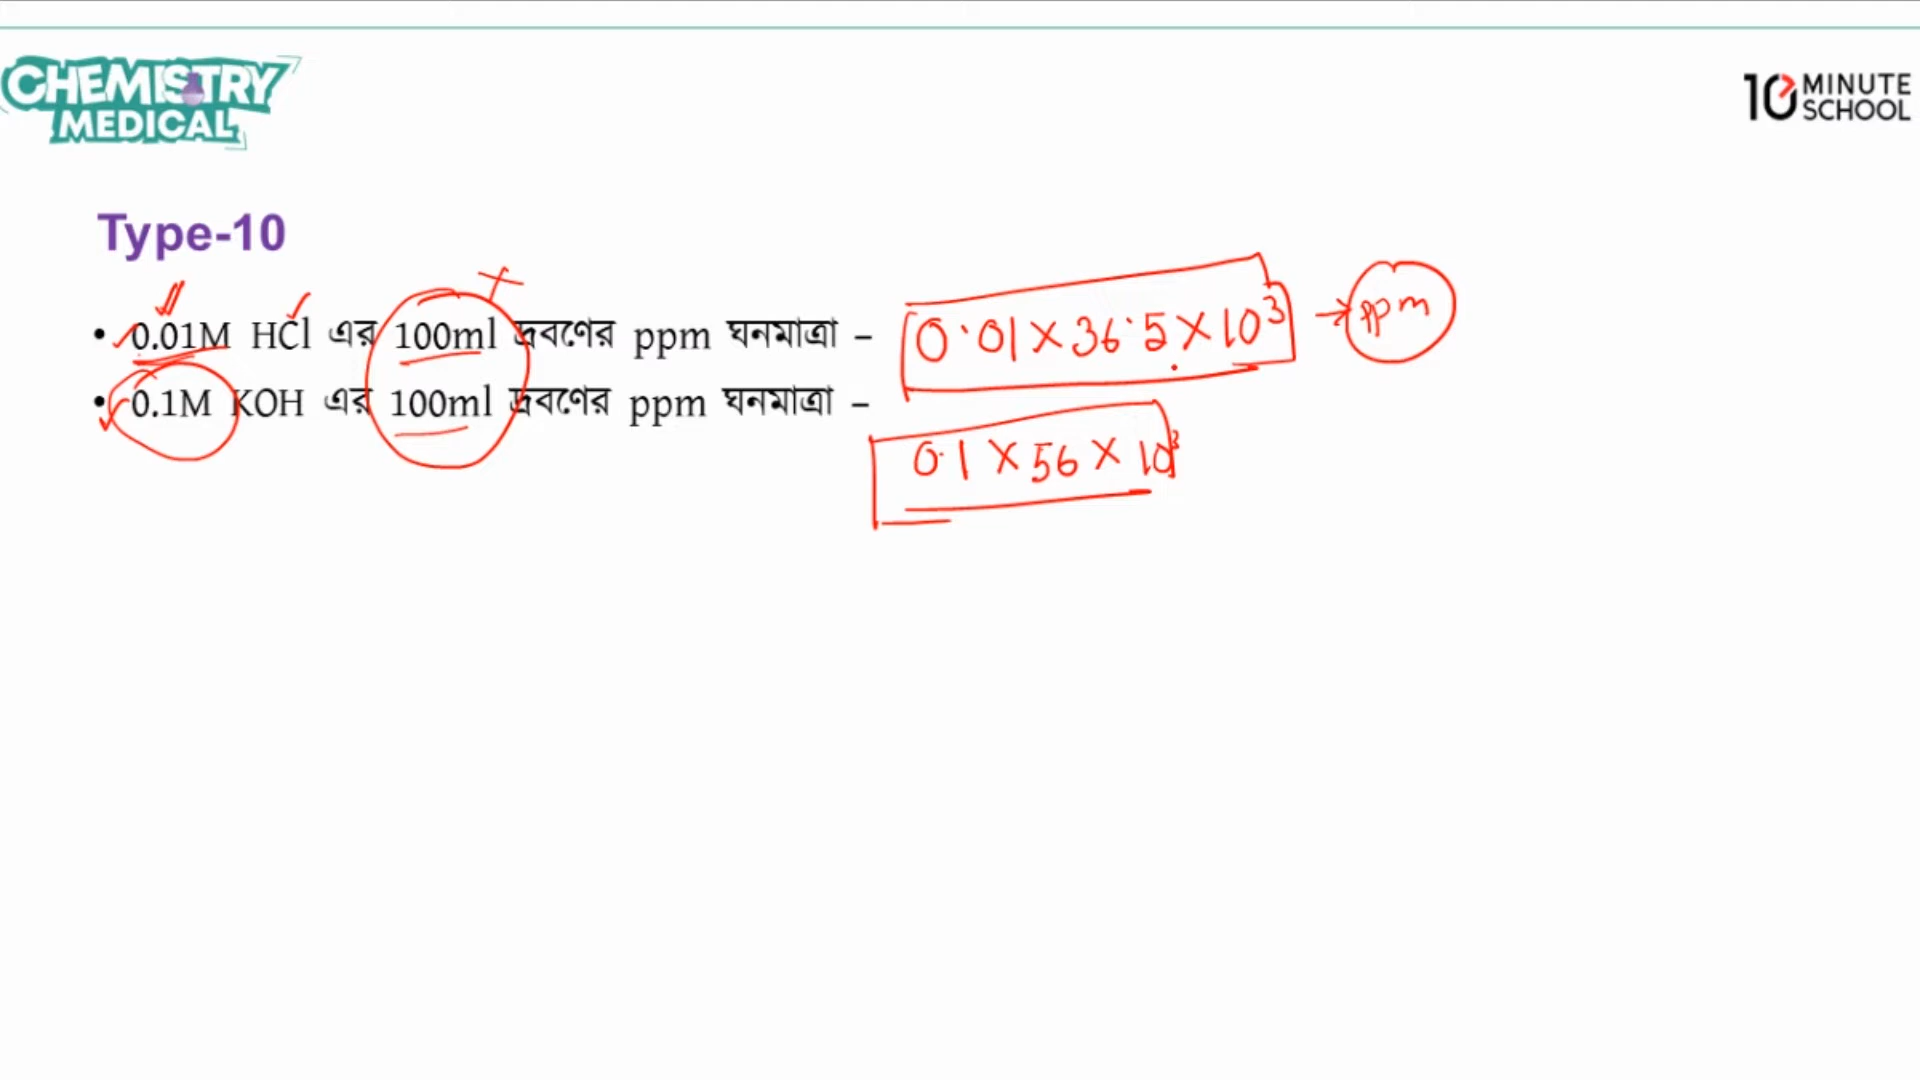 CHEMISTRY
MEDICAL
10 MINUTE
SCHOOL
Type-10
• 0.01M HCl এর 100ml দ্রবণের ppm ঘনমাত্রা – 0.01 × 36.5 × 10³ → ppm
• 0.1M KOH এর 100ml দ্রবণের ppm ঘনমাত্রা –
0.1 × 56 × 10³